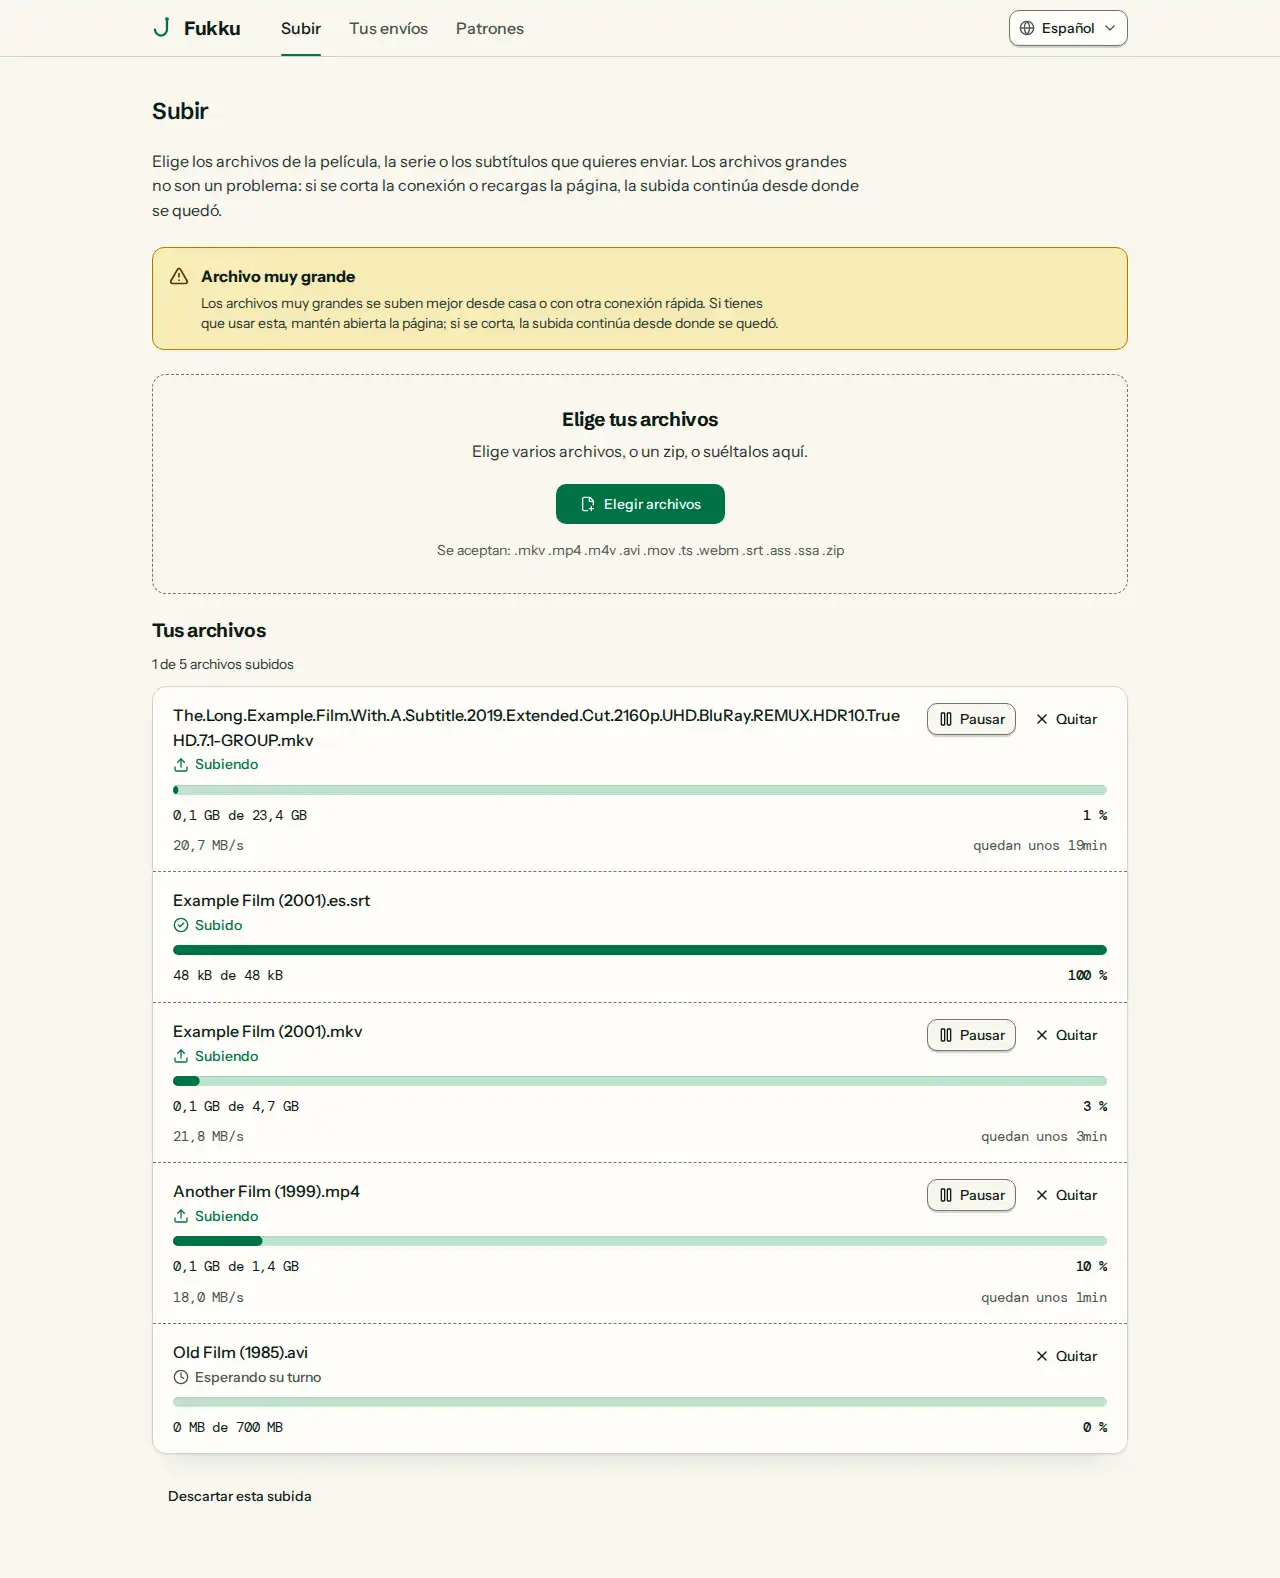 Fukku
Subir
Tus envíos
Patrones
Español
Subir
Elige los archivos de la película, la serie o los subtítulos que quieres enviar. Los archivos grandes
no son un problema: si se corta la conexión o recargas la página, la subida continúa desde donde
se quedó.
Archivo muy grande
Los archivos muy grandes se suben mejor desde casa o con otra conexión rápida. Si tienes
que usar esta, mantén abierta la página; si se corta, la subida continúa desde donde se quedó.
Elige tus archivos
Elige varios archivos, o un zip, o suéltalos aquí.
Elegir archivos
Se aceptan: .mkv .mp4 .m4v .avi .mov .ts .webm .srt .ass .ssa .zip
Tus archivos
1 de 5 archivos subidos
The.Long.Example.Film.With.A.Subtitle.2019.Extended.Cut.2160p.UHD.BluRay.REMUX.HDR10.True
HD.7.1-GROUP.mkv
Pausar
Quitar
Subiendo
0,1 GB de 23,4 GB
1 %
20,7 MB/s
quedan unos 19min
Example Film (2001).es.srt
Subido
48 kB de 48 kB
100 %
Example Film (2001).mkv
Pausar
Quitar
Subiendo
0,1 GB de 4,7 GB
3 %
21,8 MB/s
quedan unos 3min
Another Film (1999).mp4
Pausar
Quitar
Subiendo
0,1 GB de 1,4 GB
10 %
18,0 MB/s
quedan unos 1min
Old Film (1985).avi
Quitar
Esperando su turno
0 MB de 700 MB
0 %
Descartar esta subida